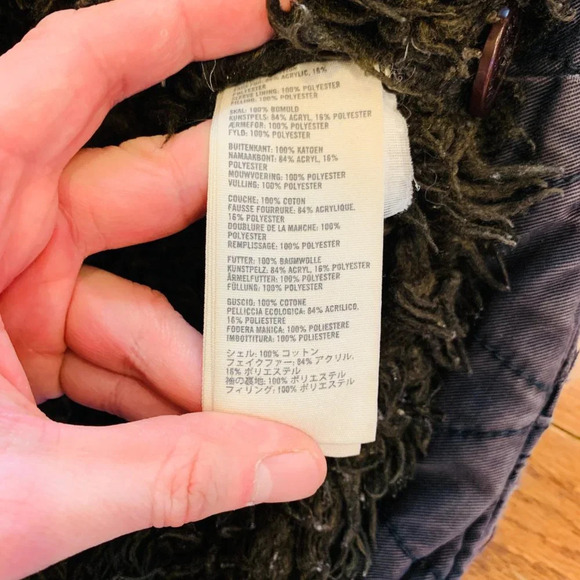 84% ACRYLIC, 16%
POLYESTER
SLEEVE LINING: 100% POLYESTER
FILLING: 100% POLYESTER
SKAL: 100% BOMULD
KUNSTPELS: 84% ACRYL, 16% POLYESTER
ÆRMEFOR: 100% POLYESTER
FYLD: 100% POLYESTER
BUITENKANT: 100% KATOEN
NAMAAKBONT: 84% ACRYL, 16%
POLYESTER
MOUWVOERING: 100% POLYESTER
VULLING: 100% POLYESTER
COUCHE: 100% COTON
FAUSSE FOURRURE: 84% ACRYLIQUE,
16% POLYESTER
DOUBLURE DE LA MANCHE: 100%
POLYESTER
REMPLISSAGE: 100% POLYESTER
FUTTER: 100% BAUMWOLLE
KUNSTPELZ: 84% ACRYL, 16% POLYESTER
ÄRMELFUTTER: 100% POLYESTER
FÜLLUNG: 100% POLYESTER
GUSCIO: 100% COTONE
PELLICCIA ECOLOGICA: 84% ACRILICO,
16% POLIESTERE
FODERA MANICA: 100% POLIESTERE
IMBOTTITURA: 100% POLIESTERE
シェル: 100% コットン
フェイクファー: 84% アクリル,
16% ポリエステル
袖の裏地: 100% ポリエステル
フィリング: 100% ポリエステル